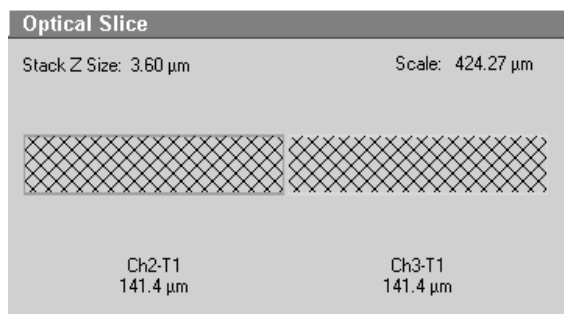 Optical Slice
Stack Z Size: 3.60 µm Scale: 424.27 µm
Ch2-T1 Ch3-T1
141.4 µm 141.4 µm